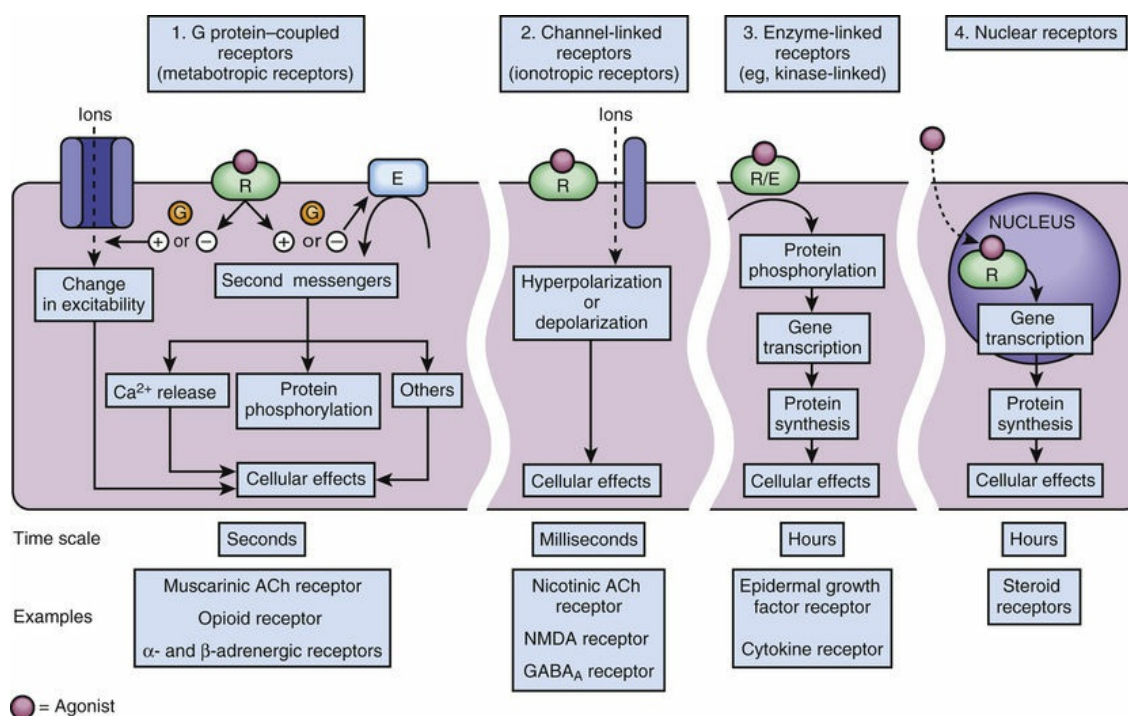 1. G protein–coupled
receptors
(metabotropic receptors)
2. Channel-linked
receptors
(ionotropic receptors)
3. Enzyme-linked
receptors
(eg, kinase-linked)
4. Nuclear receptors
Ions
R
E
G
+ or −
G
+ or −
Change
in excitability
Second messengers
Ca2+ release
Protein
phosphorylation
Others
Cellular effects
Ions
R
Hyperpolarization
or
depolarization
Cellular effects
R/E
Protein
phosphorylation
Gene
transcription
Protein
synthesis
Cellular effects
NUCLEUS
R
Gene
transcription
Protein
synthesis
Cellular effects
Time scale
Seconds
Milliseconds
Hours
Hours
Examples
Muscarinic ACh receptor
Opioid receptor
α- and β-adrenergic receptors
Nicotinic ACh
receptor
NMDA receptor
GABAA receptor
Epidermal growth
factor receptor
Cytokine receptor
Steroid
receptors
= Agonist